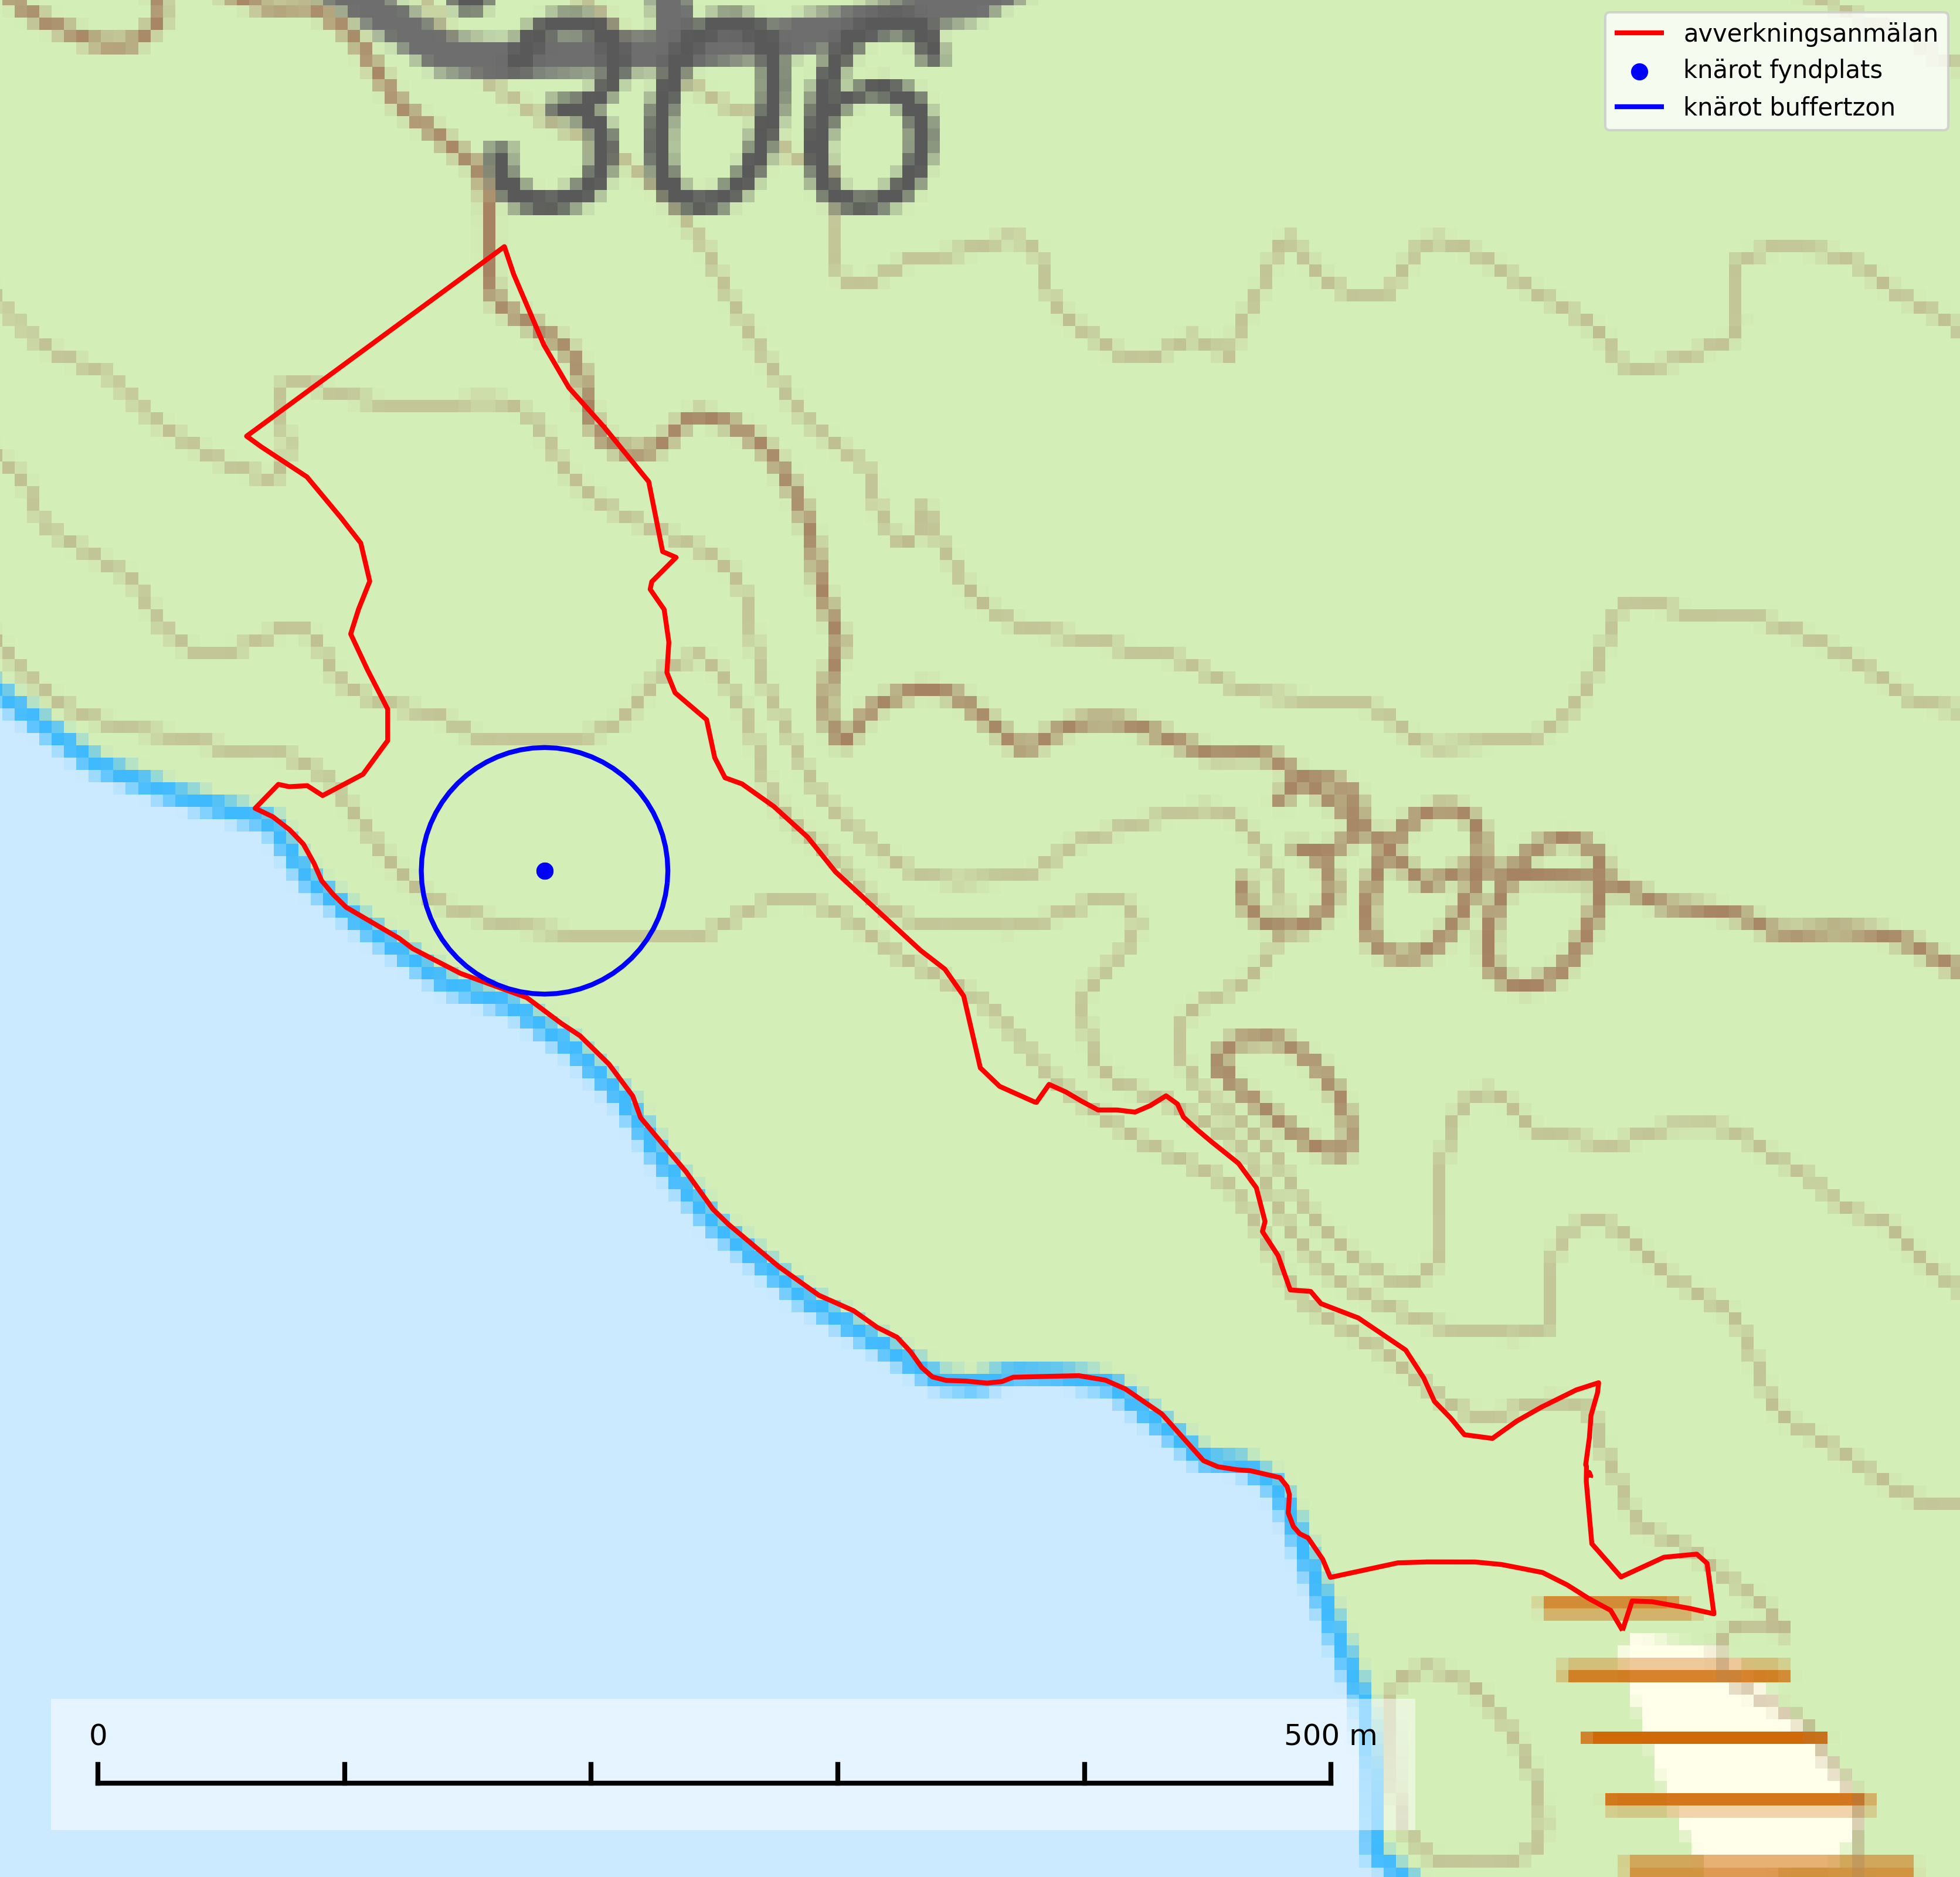 306
avverkningsanmälan
knärot fyndplats
knärot buffertzon
300
0
500 m